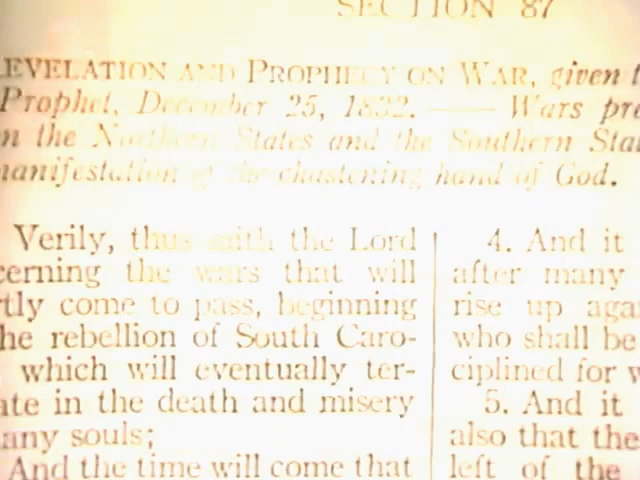 SECTION 87
REVELATION AND PROPHECY ON WAR, given t
Prophet, December 25, 1832. — Wars pre
n the Northern States and the Southern Stat
manifestation of the chastening hand of God.
Verily, thus saith the Lord
cerning the wars that will
rtly come to pass, beginning
he rebellion of South Caro-
which will eventually ter-
ate in the death and misery
any souls;
And the time will come that
4. And it
after many
rise up aga
who shall be
ciplined for w
5. And it
also that the
left of the